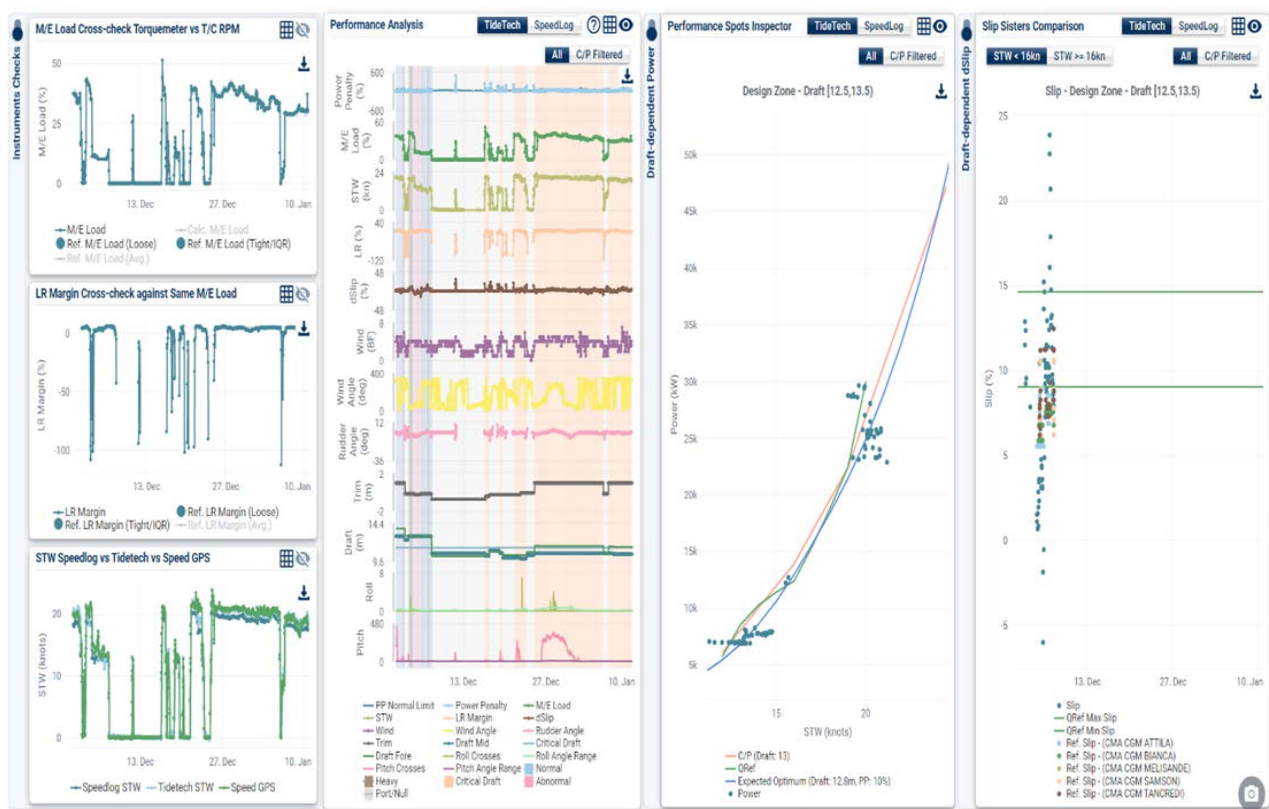 Instruments Checks
M/E Load Cross-check Torquemeter vs T/C RPM
M/E Load (%)
50
25
0
13. Dec
27. Dec
10. Jan
M/E Load
Calc. M/E Load
Ref. M/E Load (Loose)
Ref. M/E Load (Tight/IQR)
Ref. M/E Load (Avg.)
LR Margin Cross-check against Same M/E Load
LR Margin (%)
0
-50
-100
13. Dec
27. Dec
10. Jan
LR Margin
Ref. LR Margin (Loose)
Ref. LR Margin (Tight/IQR)
Ref. LR Margin (Avg.)
STW Speedlog vs Tidetech vs Speed GPS
STW (knots)
20
10
0
13. Dec
27. Dec
10. Jan
Speedlog STW
Tidetech STW
Speed GPS
Performance Analysis
TideTech
SpeedLog
?
All
C/P Filtered
Power Penalty (%)
600
-600
M/E Load (%)
60
0
STW (kn)
24
0
LR (%)
40
-120
dSlip (%)
48
-48
Wind (BF)
8
0
Wind Angle (deg)
400
0
Rudder Angle (deg)
12
-36
Trim (m)
2
-2
Draft (m)
14.4
9.6
Roll
8
0
Pitch
480
0
13. Dec
27. Dec
10. Jan
PP Normal Limit
Power Penalty
M/E Load
STW
LR Margin
dSlip
Wind
Wind Angle
Rudder Angle
Trim
Draft Mid
Critical Draft
Draft Fore
Roll Crosses
Roll Angle Range
Pitch Crosses
Pitch Angle Range
Normal
Heavy
Critical Draft
Abnormal
Port/Null
Draft-dependent Power
Performance Spots Inspector
TideTech
SpeedLog
All
C/P Filtered
Design Zone - Draft [12.5,13.5)
Power (kW)
50k
45k
40k
35k
30k
25k
20k
15k
10k
5k
15
20
STW (knots)
C/P (Draft: 13)
QRef
Expected Optimum (Draft: 12.8m, PP: 10%)
Power
Draft-dependent dSlip
Slip Sisters Comparison
TideTech
SpeedLog
STW < 16kn
STW >= 16kn
All
C/P Filtered
Slip - Design Zone - Draft [12.5,13.5)
Slip (%)
25
20
15
10
5
0
-5
13. Dec
27. Dec
10. Jan
Slip
QRef Max Slip
QRef Min Slip
Ref. Slip - (CMA CGM ATTILA)
Ref. Slip - (CMA CGM BIANCA)
Ref. Slip - (CMA CGM MELISANDE)
Ref. Slip - (CMA CGM SAMSON)
Ref. Slip - (CMA CGM TANCREDI)